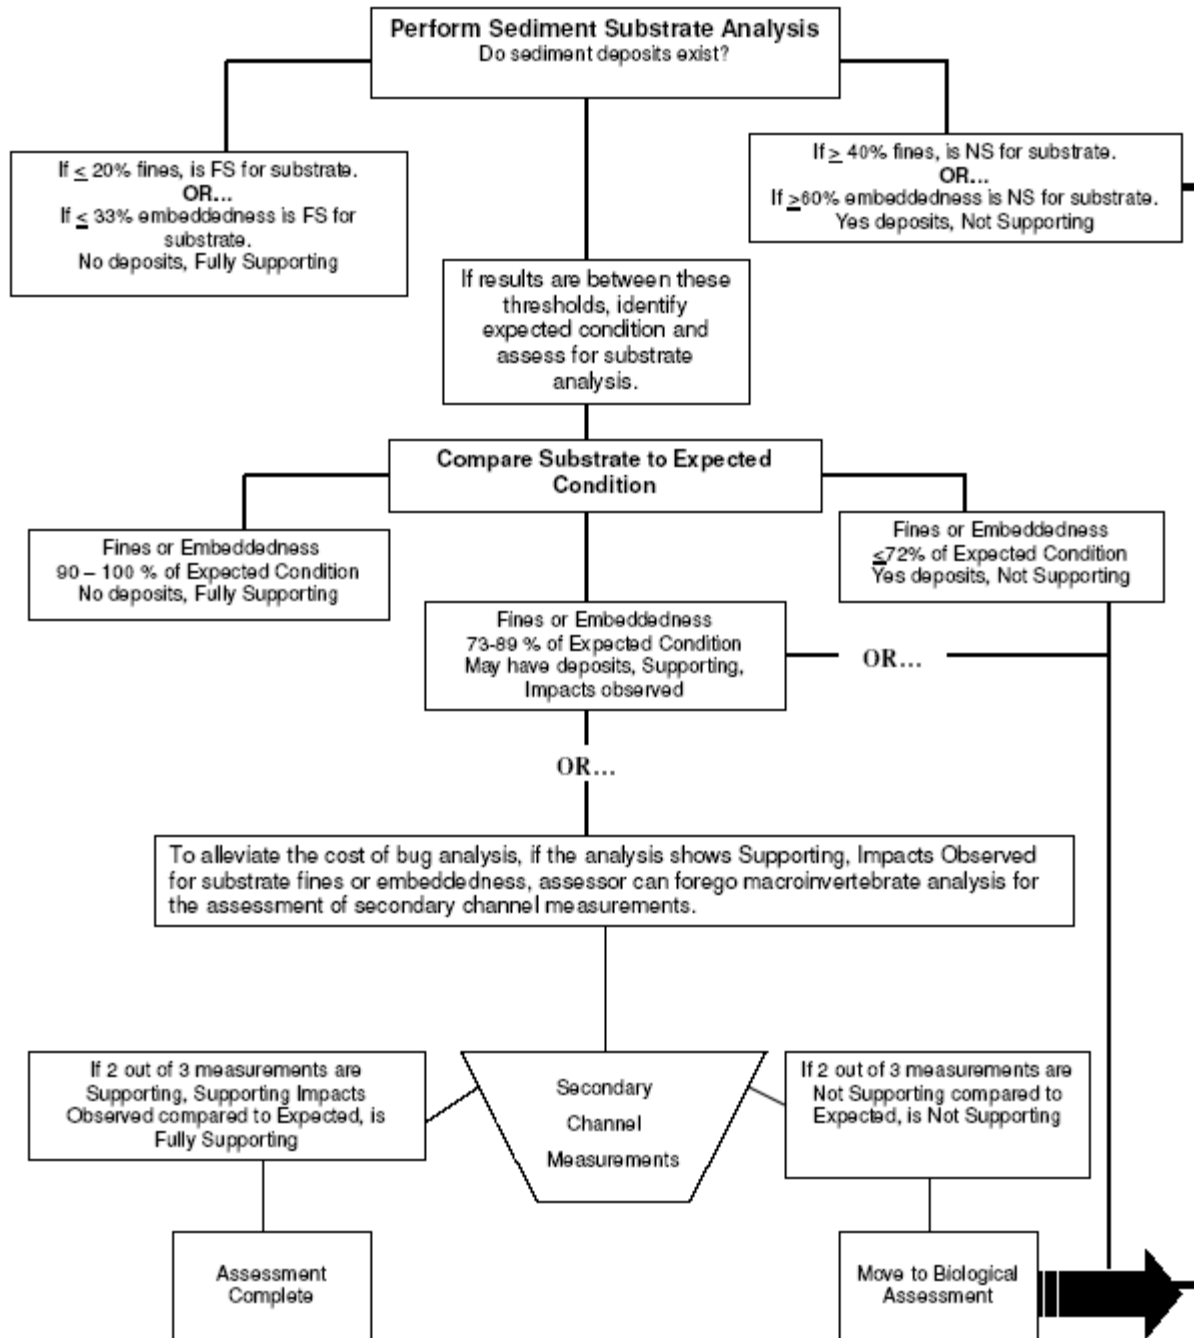 Perform Sediment Substrate Analysis
Do sediment deposits exist?
If ≤ 20% fines, is FS for substrate.
OR...
If ≤ 33% embeddedness is FS for
substrate.
No deposits, Fully Supporting
If ≥ 40% fines, is NS for substrate.
OR...
If ≥60% embeddedness is NS for substrate.
Yes deposits, Not Supporting
If results are between these
thresholds, identify
expected condition and
assess for substrate
analysis.
Compare Substrate to Expected
Condition
Fines or Embeddedness
90 – 100 % of Expected Condition
No deposits, Fully Supporting
Fines or Embeddedness
≤72% of Expected Condition
Yes deposits, Not Supporting
Fines or Embeddedness
73-89 % of Expected Condition
May have deposits, Supporting,
Impacts observed
OR...
OR...
To alleviate the cost of bug analysis, if the analysis shows Supporting, Impacts Observed
for substrate fines or embeddedness, assessor can forego macroinvertebrate analysis for
the assessment of secondary channel measurements.
If 2 out of 3 measurements are
Supporting, Supporting Impacts
Observed compared to Expected, is
Fully Supporting
Secondary
Channel
Measurements
If 2 out of 3 measurements are
Not Supporting compared to
Expected, is Not Supporting
Assessment
Complete
Move to Biological
Assessment